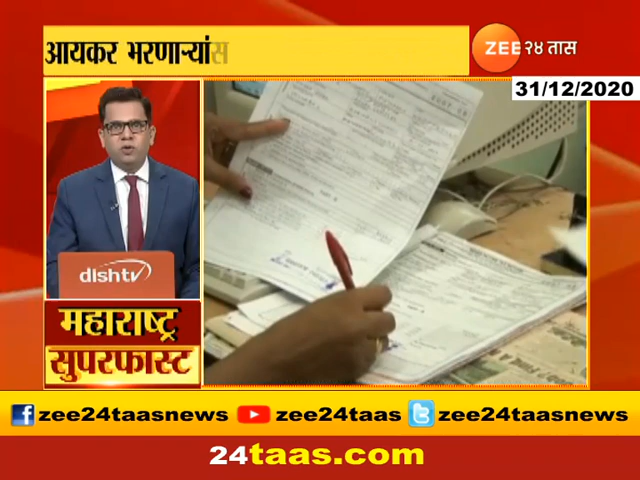 आयकर भरणाऱ्यांस
ZEE २४ तास
31/12/2020
dishtv
महाराष्ट्र
सुपरफास्ट
zee24taasnews zee24taas zee24taasnews
24taas.com